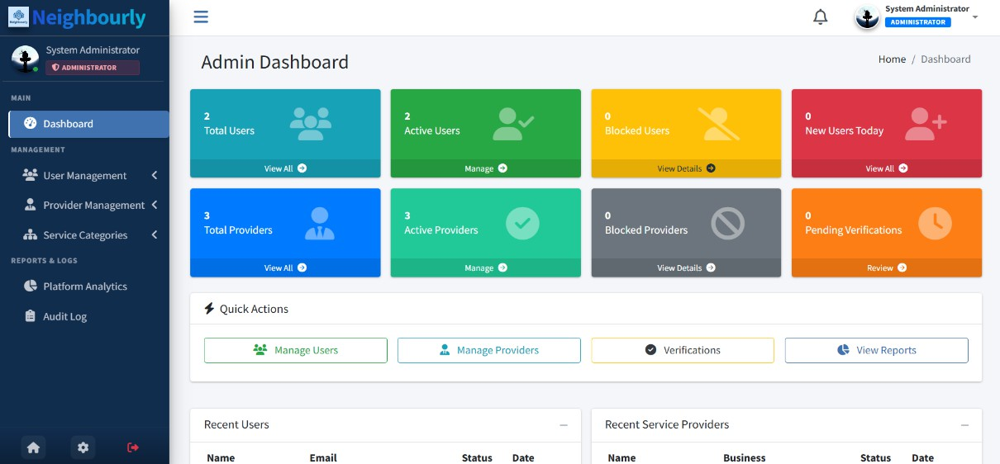 Neighbourly
System Administrator
ADMINISTRATOR
MAIN
Dashboard
MANAGEMENT
User Management
Provider Management
Service Categories
REPORTS & LOGS
Platform Analytics
Audit Log
System Administrator
ADMINISTRATOR
Admin Dashboard
Home / Dashboard
2
Total Users
View All
2
Active Users
Manage
0
Blocked Users
View Details
0
New Users Today
View All
3
Total Providers
View All
3
Active Providers
Manage
0
Blocked Providers
View Details
0
Pending Verifications
Review
Quick Actions
Manage Users
Manage Providers
Verifications
View Reports
Recent Users
Name Email Status Date
Recent Service Providers
Name Business Status Date